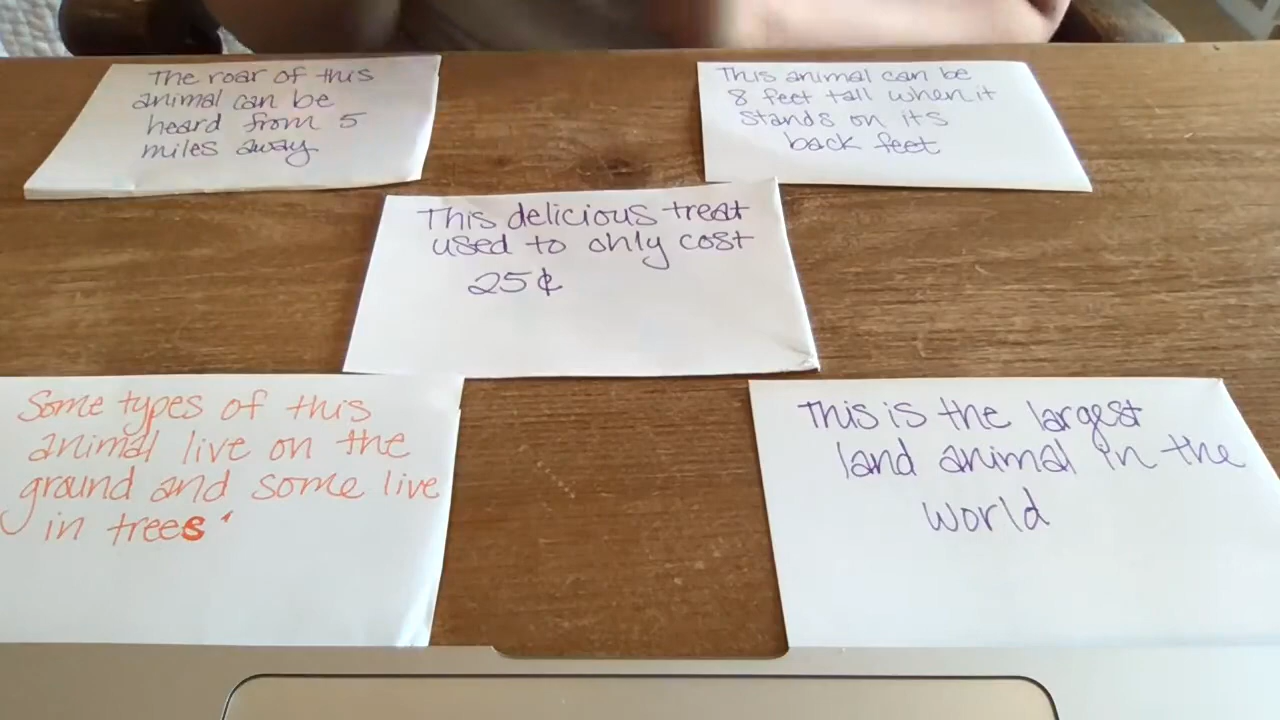 The roar of this
animal can be
heard from 5
miles away
This animal can be
8 feet tall when it
stands on its
back feet
This delicious treat
used to only cost
25¢
Some types of this
animal live on the
ground and some live
in trees
This is the largest
land animal in the
world